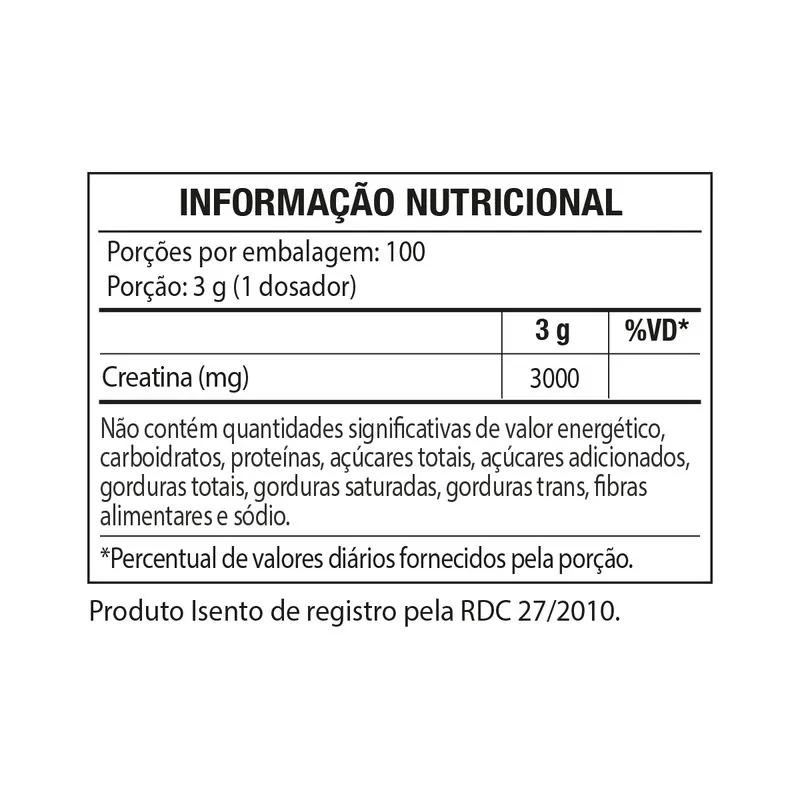 INFORMAÇÃO NUTRICIONAL
Porções por embalagem: 100
Porção: 3 g (1 dosador)
3 g %VD*
Creatina (mg) 3000
Não contém quantidades significativas de valor energético,
carboidratos, proteínas, açúcares totais, açúcares adicionados,
gorduras totais, gorduras saturadas, gorduras trans, fibras
alimentares e sódio.
*Percentual de valores diários fornecidos pela porção.
Produto Isento de registro pela RDC 27/2010.